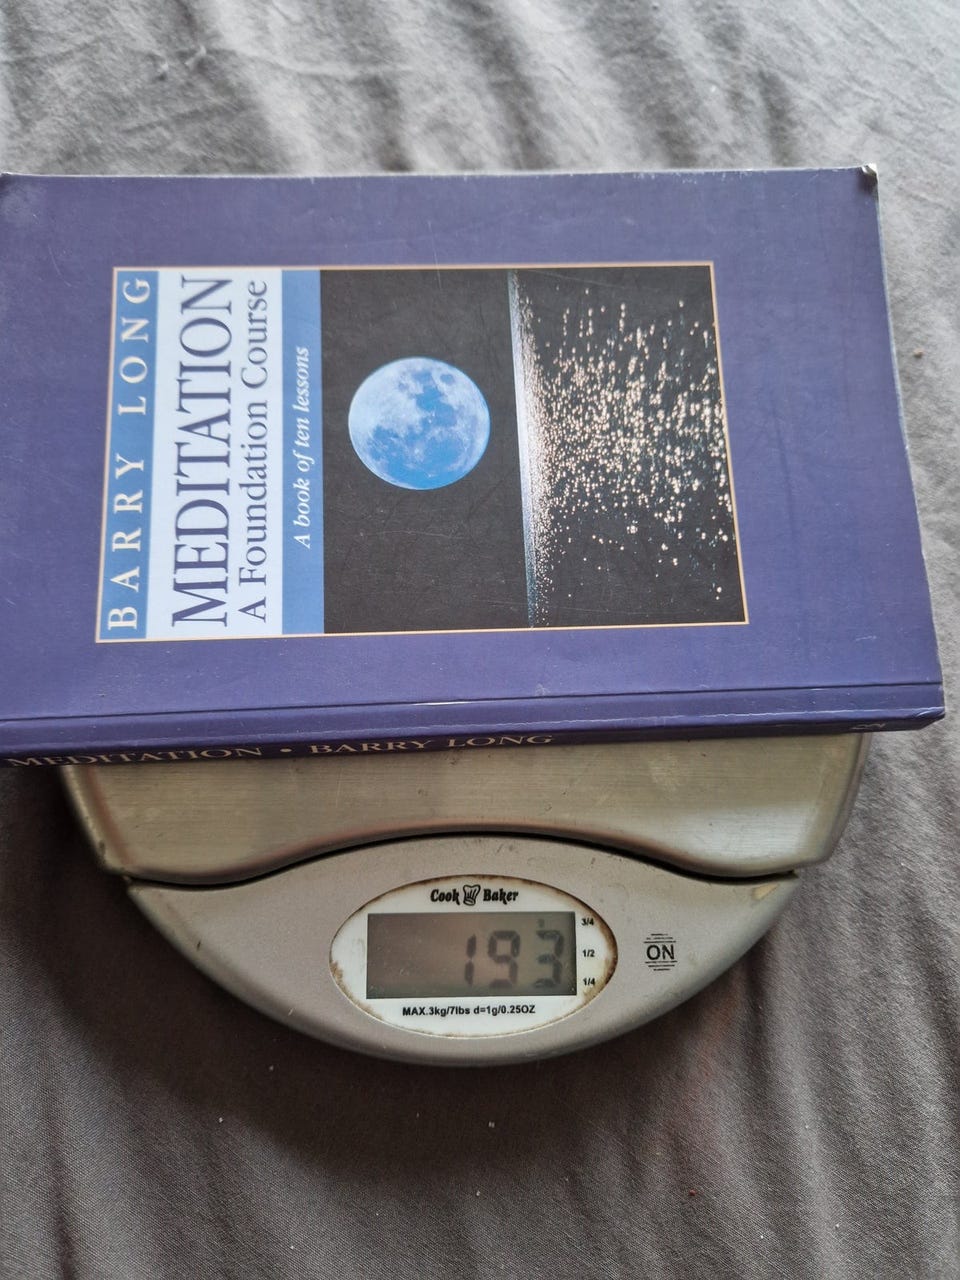 BARRY LONG
MEDITATION
A Foundation Course
A book of ten lessons
MEDITATION • BARRY LONG
Cook Baker
193
3/4
1/2
1/4
MAX.3kg/7lbs d=1g/0.25OZ
ON